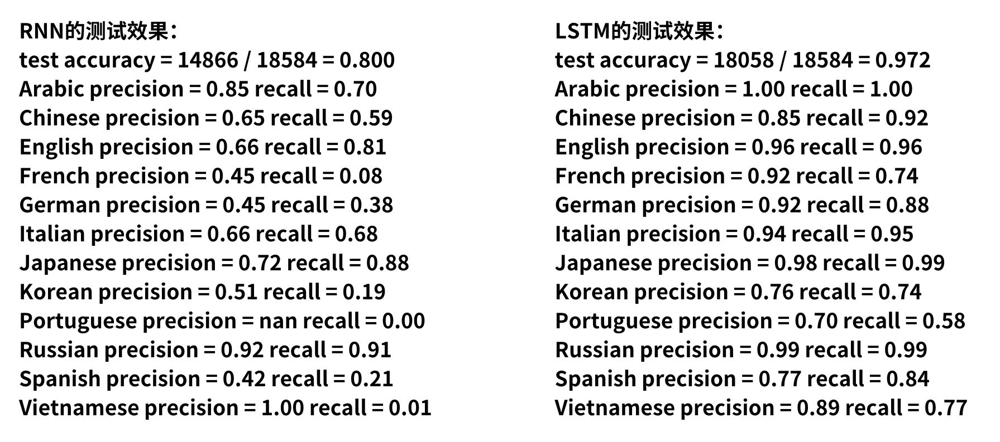 RNN的测试效果：
test accuracy = 14866 / 18584 = 0.800
Arabic precision = 0.85 recall = 0.70
Chinese precision = 0.65 recall = 0.59
English precision = 0.66 recall = 0.81
French precision = 0.45 recall = 0.08
German precision = 0.45 recall = 0.38
Italian precision = 0.66 recall = 0.68
Japanese precision = 0.72 recall = 0.88
Korean precision = 0.51 recall = 0.19
Portuguese precision = nan recall = 0.00
Russian precision = 0.92 recall = 0.91
Spanish precision = 0.42 recall = 0.21
Vietnamese precision = 1.00 recall = 0.01
LSTM的测试效果：
test accuracy = 18058 / 18584 = 0.972
Arabic precision = 1.00 recall = 1.00
Chinese precision = 0.85 recall = 0.92
English precision = 0.96 recall = 0.96
French precision = 0.92 recall = 0.74
German precision = 0.92 recall = 0.88
Italian precision = 0.94 recall = 0.95
Japanese precision = 0.98 recall = 0.99
Korean precision = 0.76 recall = 0.74
Portuguese precision = 0.70 recall = 0.58
Russian precision = 0.99 recall = 0.99
Spanish precision = 0.77 recall = 0.84
Vietnamese precision = 0.89 recall = 0.77